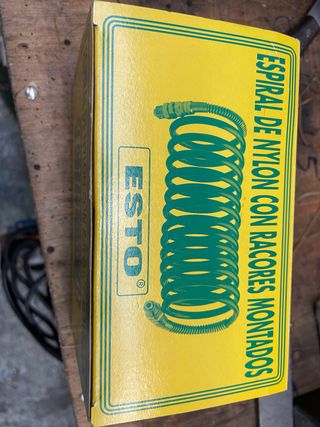 ESPIRAL DE NYLON CON RACORES MONTADOS
ESTO®